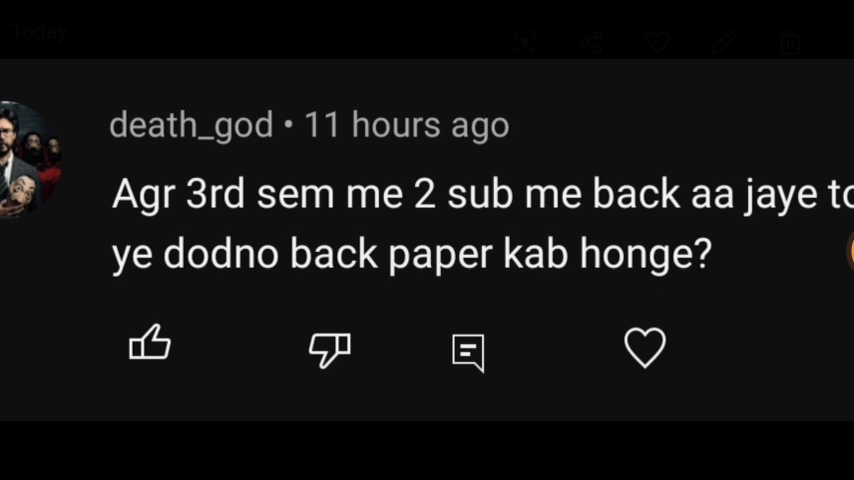 Today
death_god • 11 hours ago
Agr 3rd sem me 2 sub me back aa jaye to
ye dodno back paper kab honge?